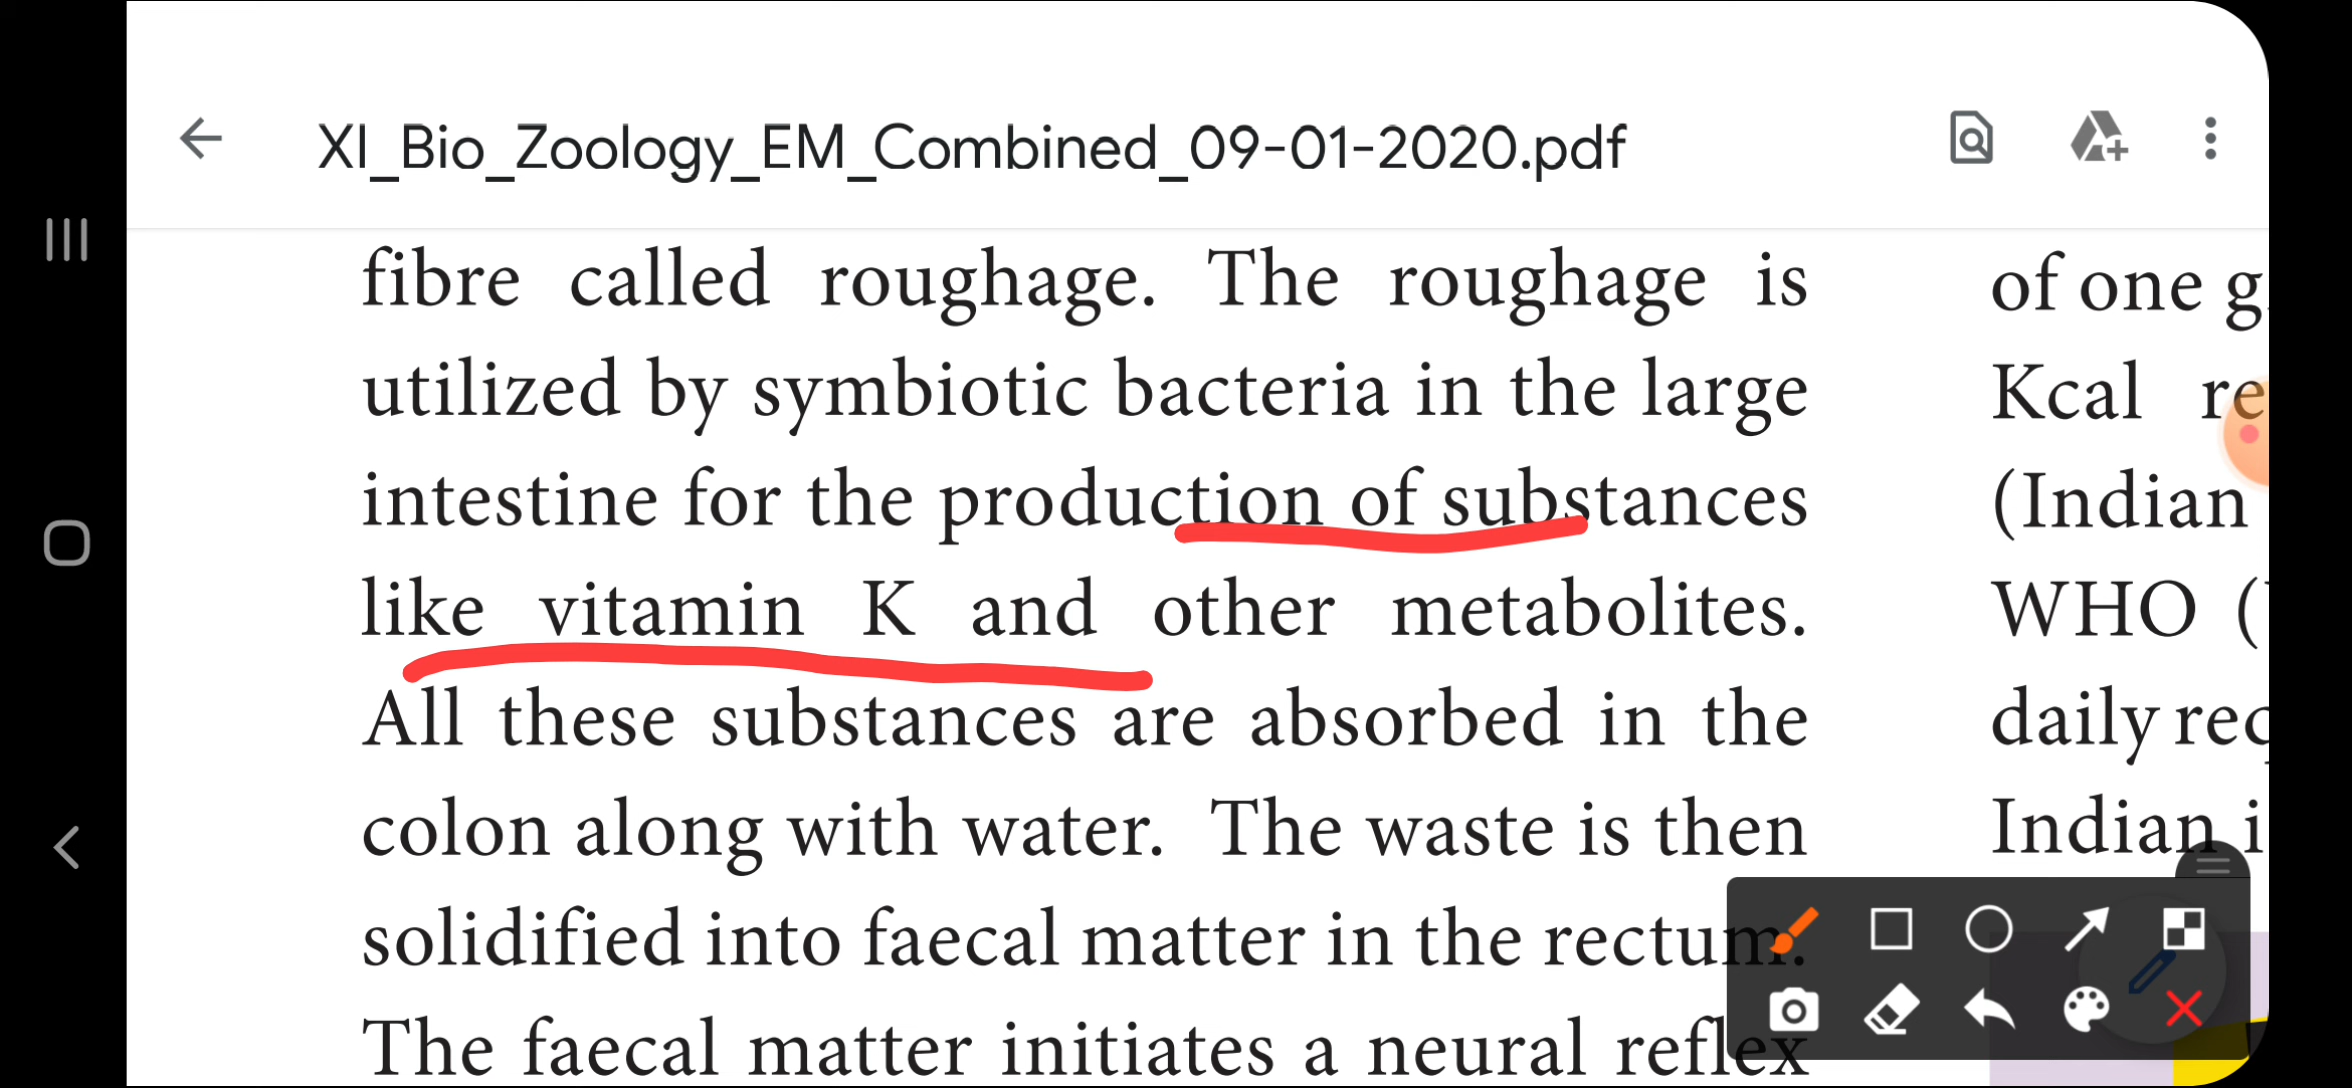 XI_Bio_Zoology_EM_Combined_09-01-2020.pdf
fibre called roughage. The roughage is
utilized by symbiotic bacteria in the large
intestine for the production of substances
like vitamin K and other metabolites.
All these substances are absorbed in the
colon along with water. The waste is then
solidified into faecal matter in the rectum.
The faecal matter initiates a neural reflex
of one
Kcal
(Indian
WHO
daily
Indian